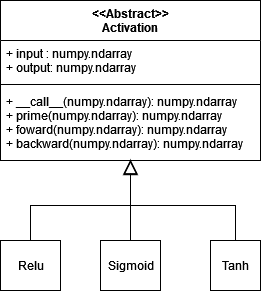 <<Abstract>>
Activation
+ input : numpy.ndarray
+ output: numpy.ndarray
+ __call__(numpy.ndarray): numpy.ndarray
+ prime(numpy.ndarray): numpy.ndarray
+ foward(numpy.ndarray): numpy.ndarray
+ backward(numpy.ndarray): numpy.ndarray
Relu
Sigmoid
Tanh